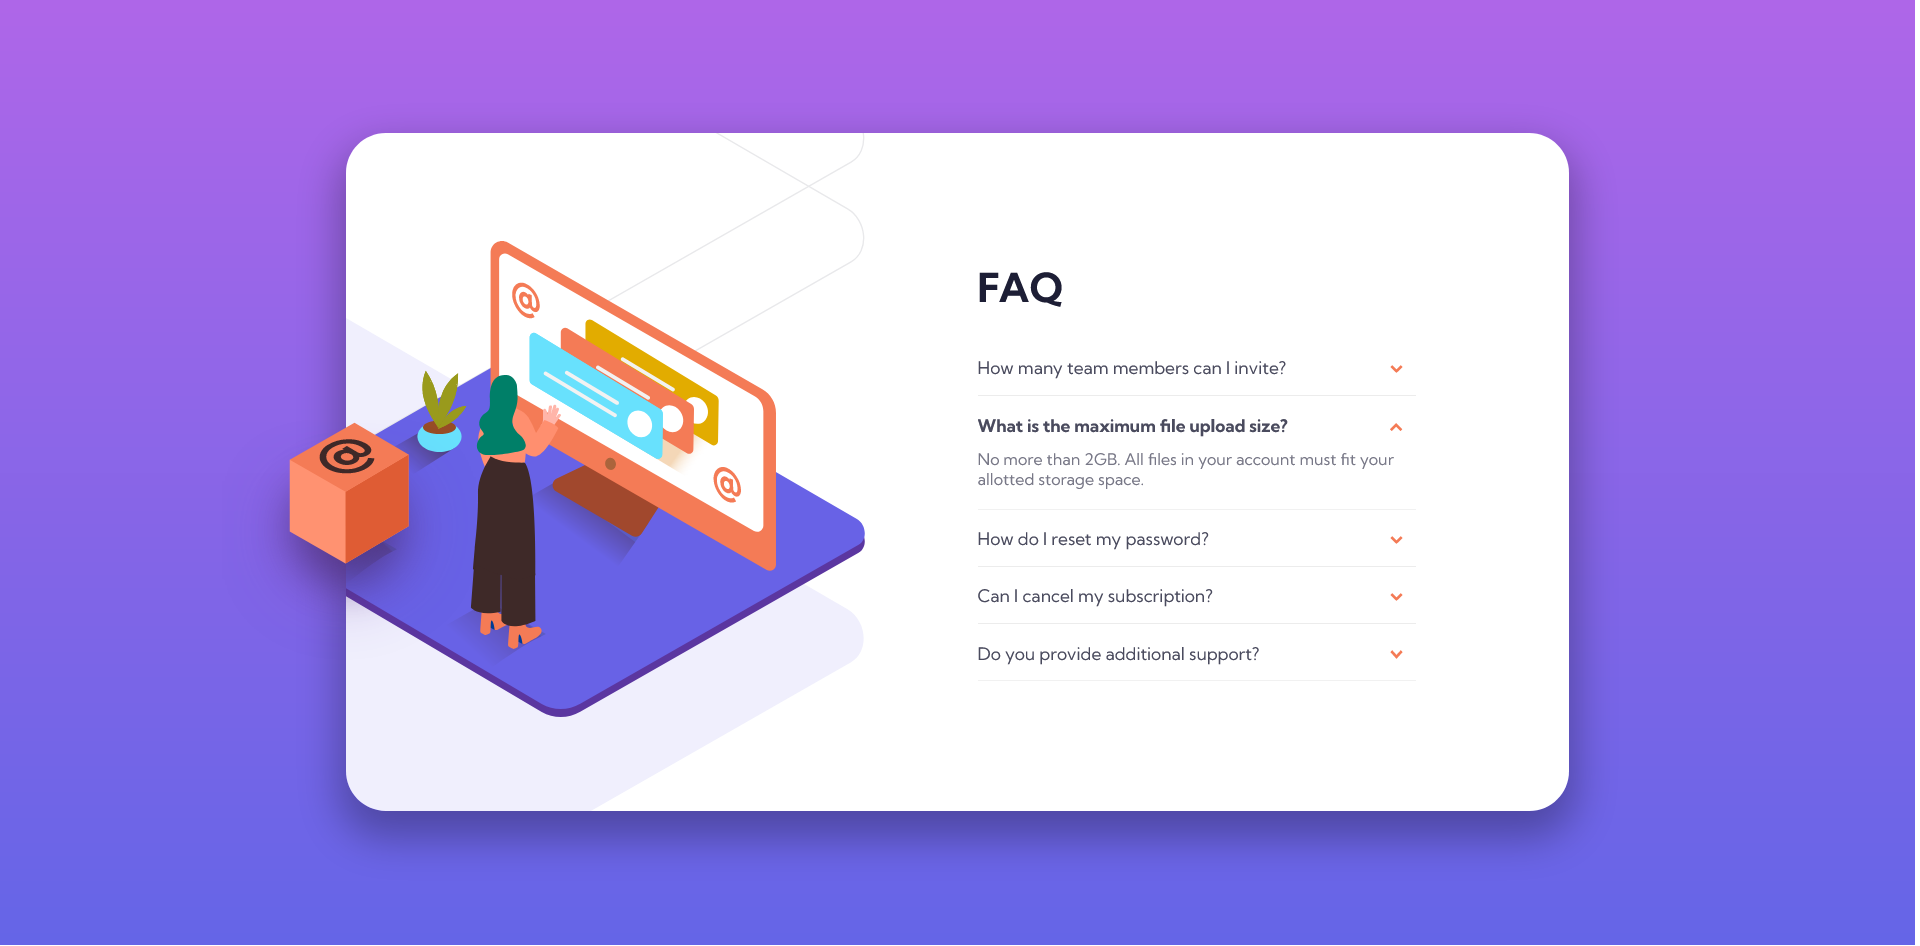 @
@
@
FAQ
How many team members can I invite?
What is the maximum file upload size?
No more than 2GB. All files in your account must fit your
allotted storage space.
How do I reset my password?
Can I cancel my subscription?
Do you provide additional support?